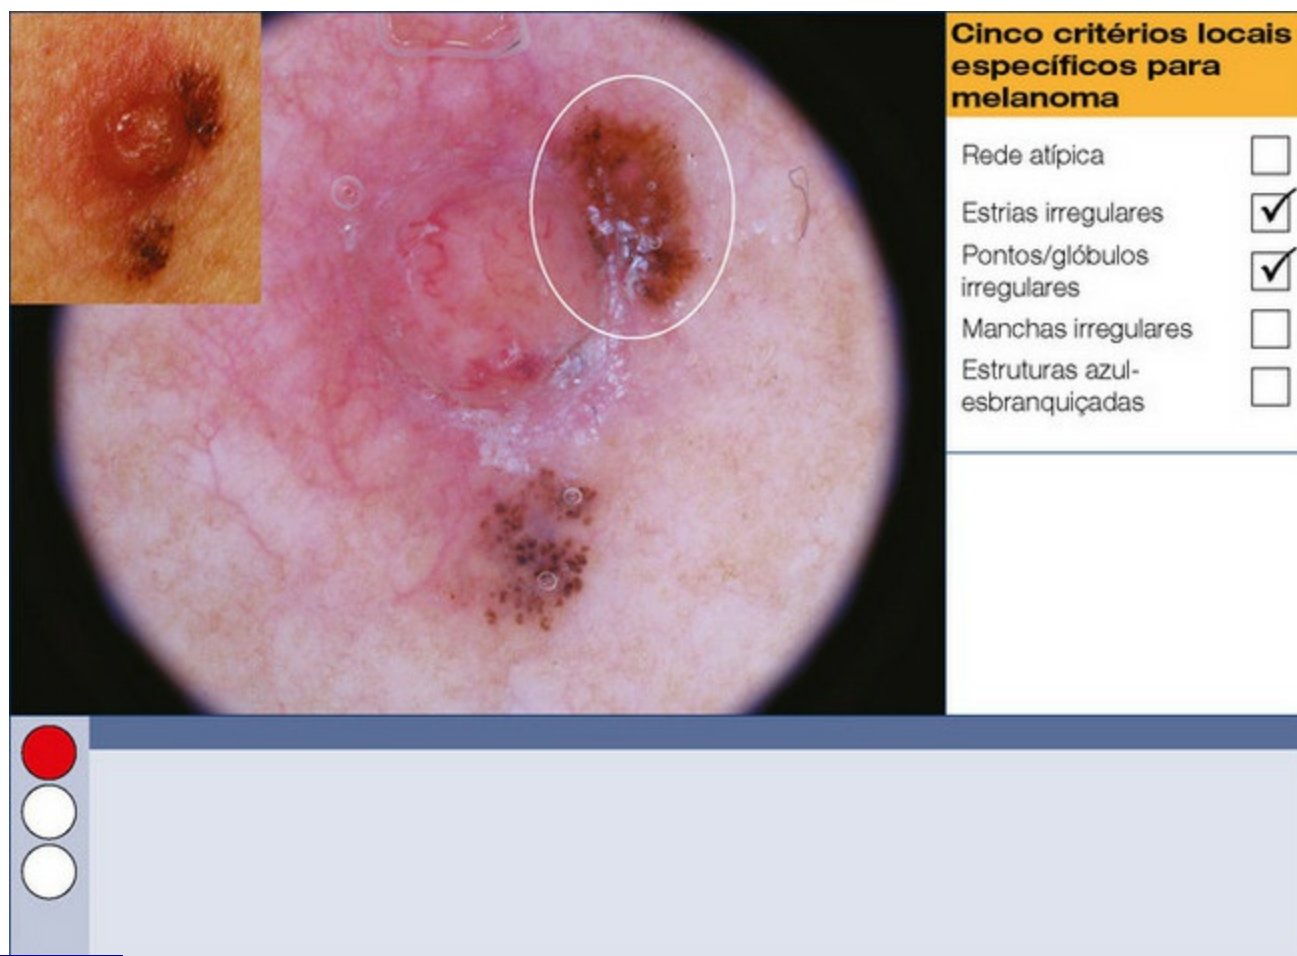 Cinco critérios locais
específicos para
melanoma
Rede atípica
Estrias irregulares
Pontos/glóbulos
irregulares
Manchas irregulares
Estruturas azul-
esbranquiçadas